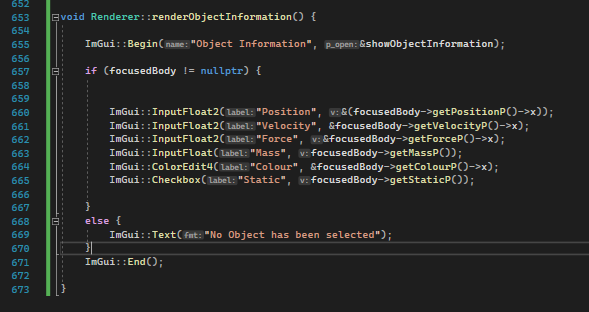 652
653 void Renderer::renderObjectInformation() {
654
655 ImGui::Begin(name:"Object Information", p_open:&showObjectInformation);
656
657 if (focusedBody != nullptr) {
658
659
660 ImGui::InputFloat2(label:"Position", v:&(focusedBody->getPositionP()->x));
661 ImGui::InputFloat2(label:"Velocity", &focusedBody->getVelocityP()->x);
662 ImGui::InputFloat2(label:"Force", v:&focusedBody->getForceP()->x);
663 ImGui::InputFloat(label:"Mass", v:focusedBody->getMassP());
664 ImGui::ColorEdit4(label:"Colour", &focusedBody->getColourP()->x);
665 ImGui::Checkbox(label:"Static", v:focusedBody->getStaticP());
666
667 }
668 else {
669 ImGui::Text(fmt:"No Object has been selected");
670 }
671 ImGui::End();
672
673 }